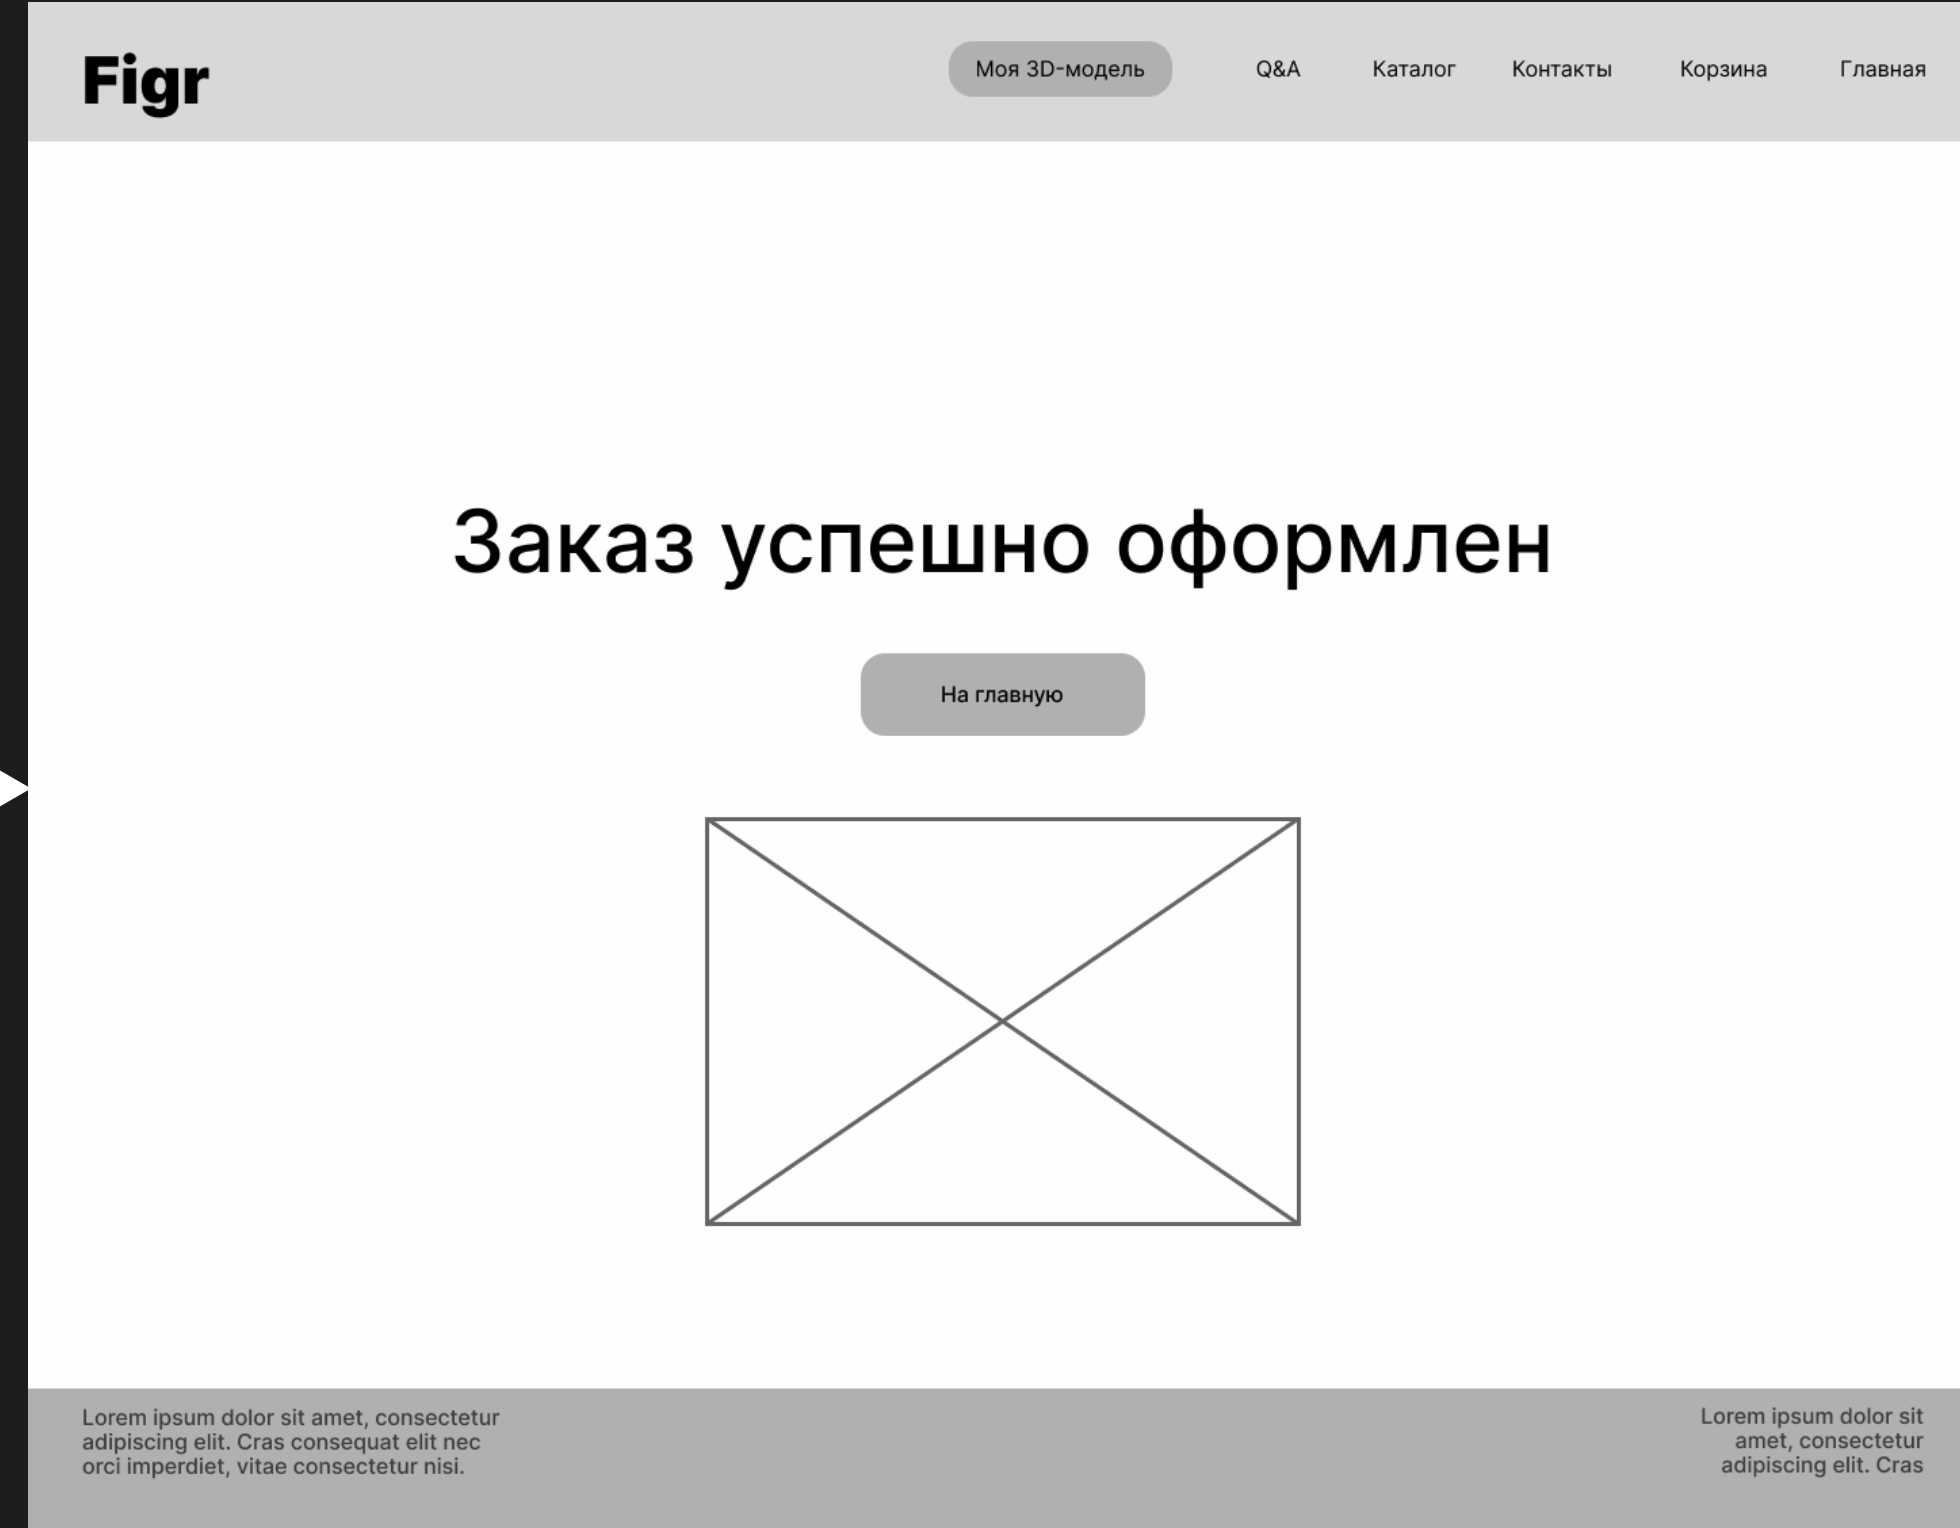 Figr
Моя 3D-модель
Q&A
Каталог
Контакты
Корзина
Главная
Заказ успешно оформлен
На главную
Lorem ipsum dolor sit amet, consectetur
adipiscing elit. Cras consequat elit nec
orci imperdiet, vitae consectetur nisi.
Lorem ipsum dolor sit
amet, consectetur
adipiscing elit. Cras